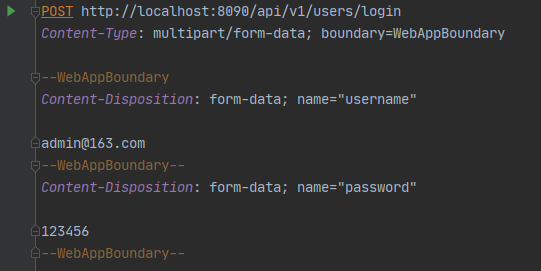 POST http://localhost:8090/api/v1/users/login
Content-Type: multipart/form-data; boundary=WebAppBoundary
--WebAppBoundary
Content-Disposition: form-data; name="username"
admin@163.com
--WebAppBoundary--
Content-Disposition: form-data; name="password"
123456
--WebAppBoundary--